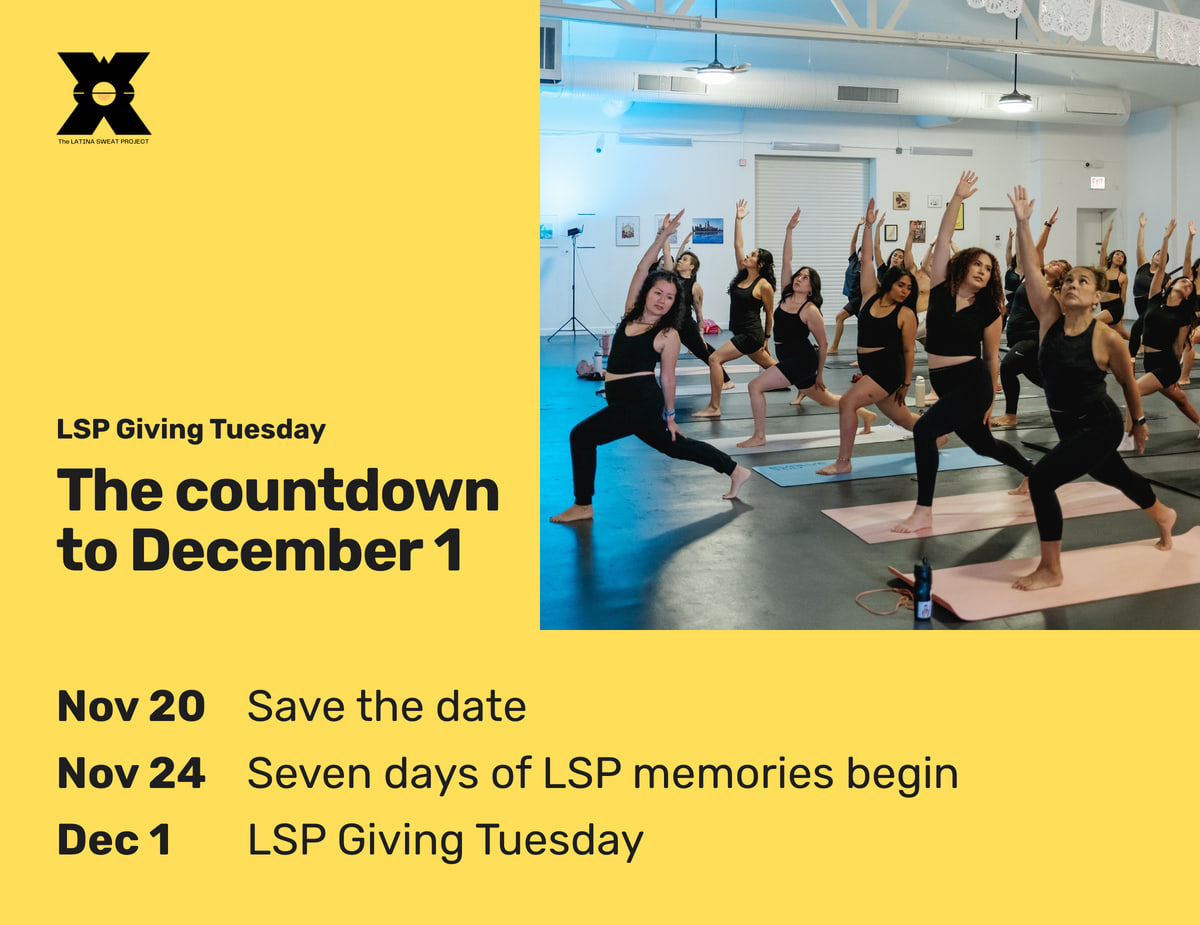 The LATINA SWEAT PROJECT
EXIT
LSP Giving Tuesday
The countdown
to December 1
Nov 20 Save the date
Nov 24 Seven days of LSP memories begin
Dec 1 LSP Giving Tuesday